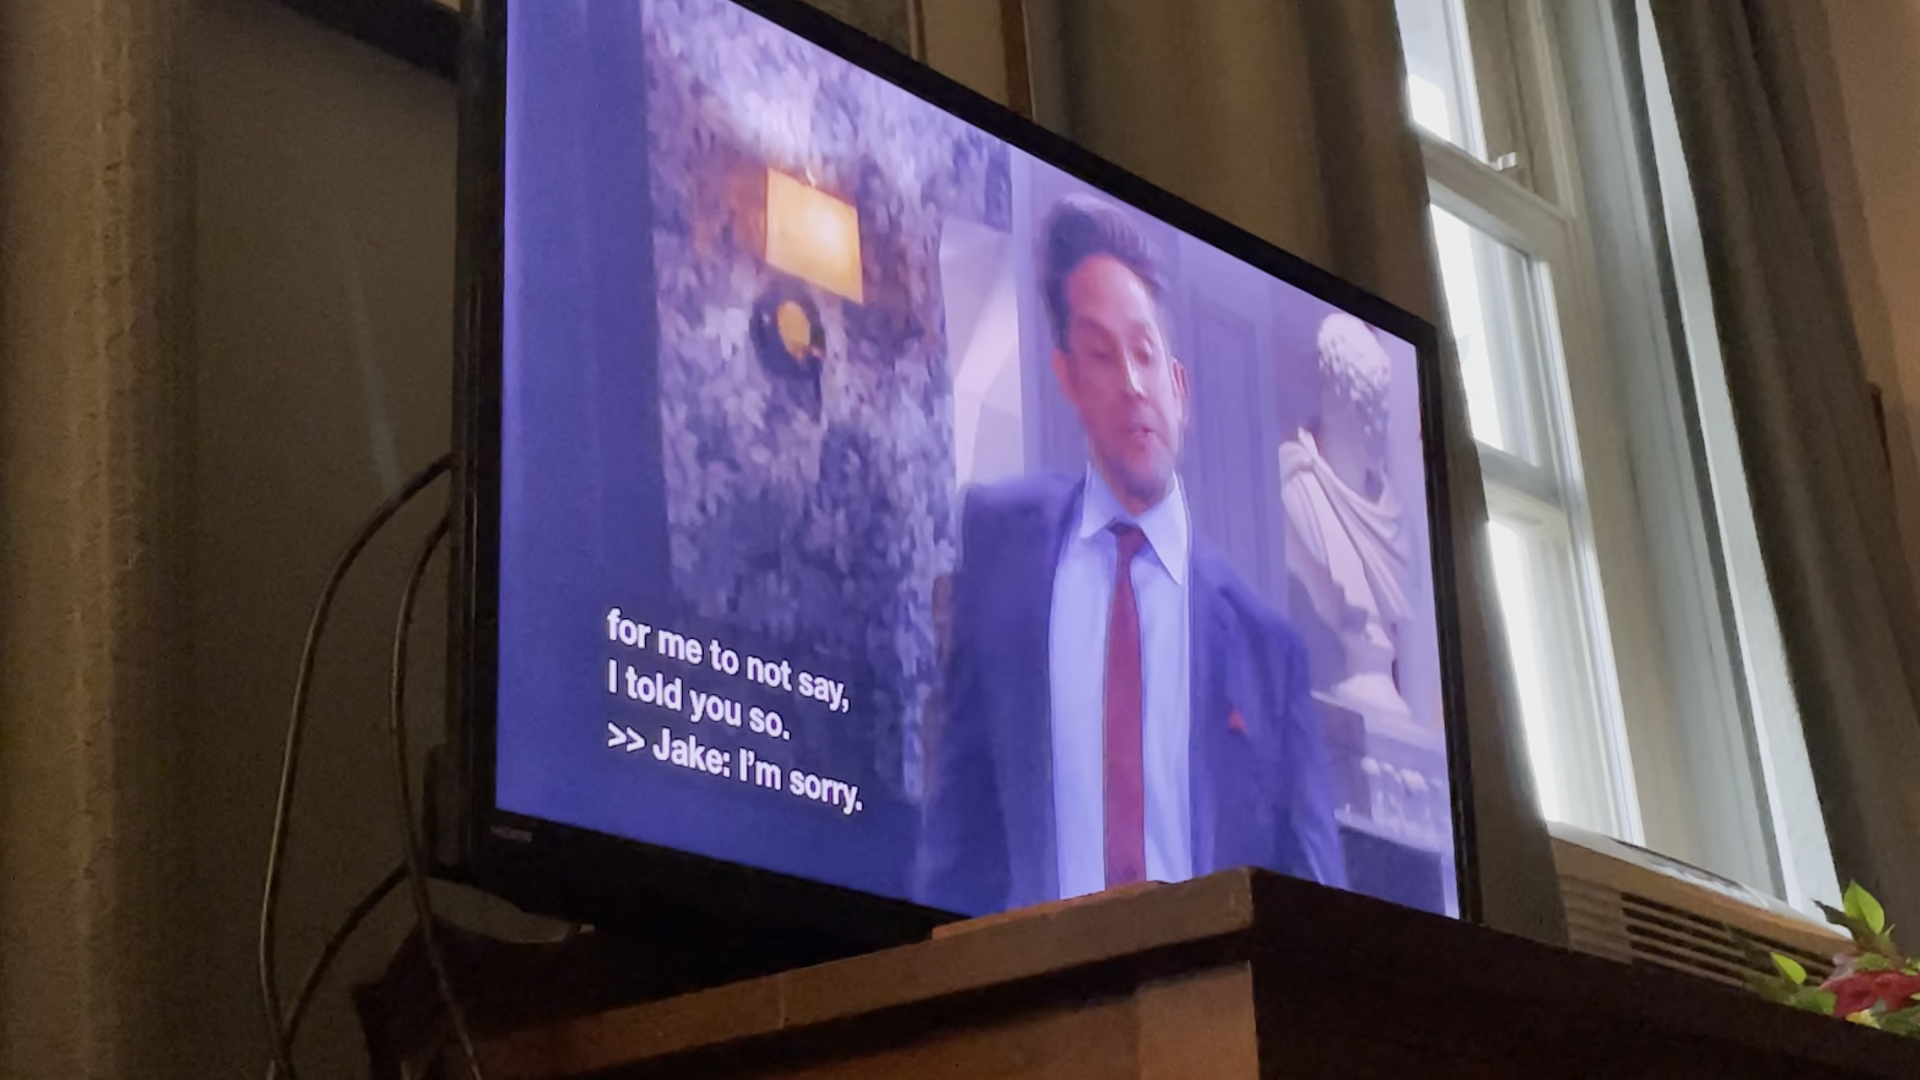 for me to not say,
I told you so.
>> Jake: I'm sorry.